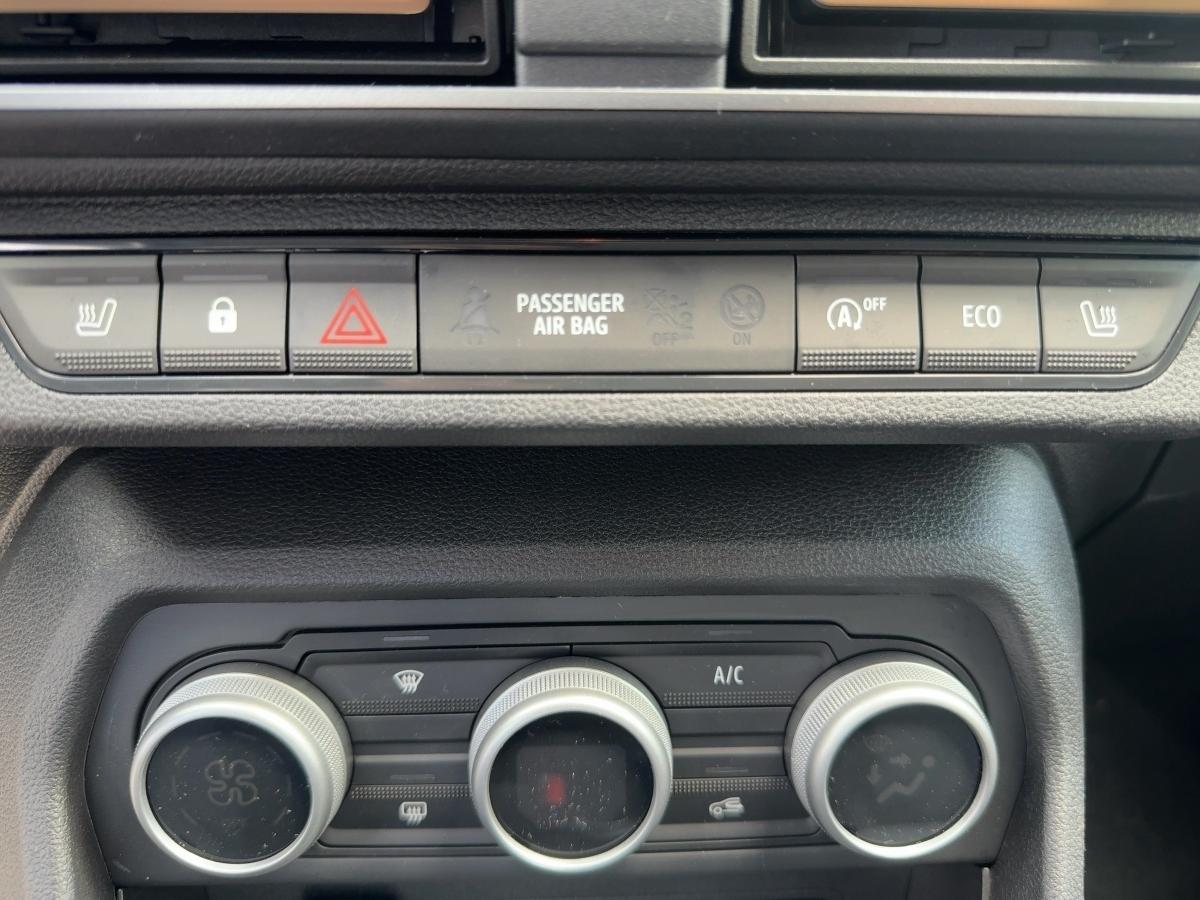 PASSENGER
AIR BAG
OFF
ON
OFF
ECO
A/C